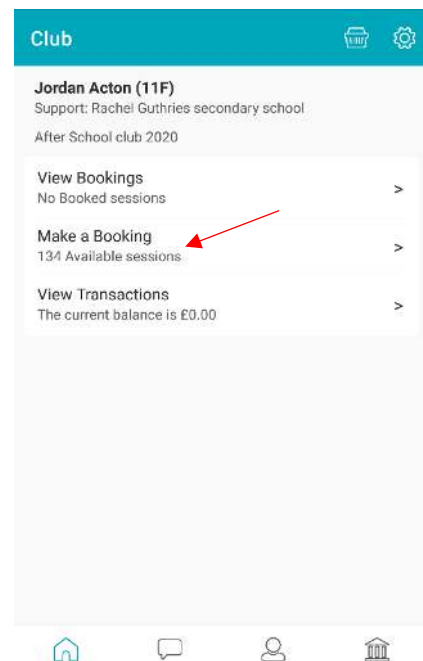 Club
Jordan Acton (11F)
Support: Rachel Guthries secondary school
After School club 2020
View Bookings
No Booked sessions
>
Make a Booking
134 Available sessions
>
View Transactions
The current balance is £0.00
>